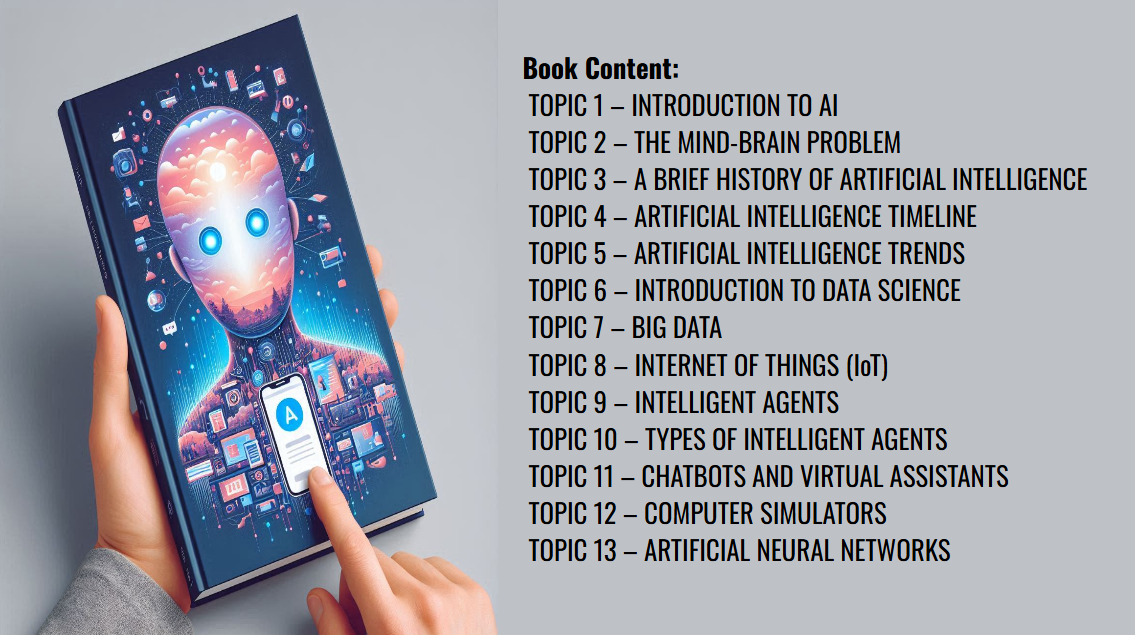 Book Content:
TOPIC 1 – INTRODUCTION TO AI
TOPIC 2 – THE MIND-BRAIN PROBLEM
TOPIC 3 – A BRIEF HISTORY OF ARTIFICIAL INTELLIGENCE
TOPIC 4 – ARTIFICIAL INTELLIGENCE TIMELINE
TOPIC 5 – ARTIFICIAL INTELLIGENCE TRENDS
TOPIC 6 – INTRODUCTION TO DATA SCIENCE
TOPIC 7 – BIG DATA
TOPIC 8 – INTERNET OF THINGS (IoT)
TOPIC 9 – INTELLIGENT AGENTS
TOPIC 10 – TYPES OF INTELLIGENT AGENTS
TOPIC 11 – CHATBOTS AND VIRTUAL ASSISTANTS
TOPIC 12 – COMPUTER SIMULATORS
TOPIC 13 – ARTIFICIAL NEURAL NETWORKS
A